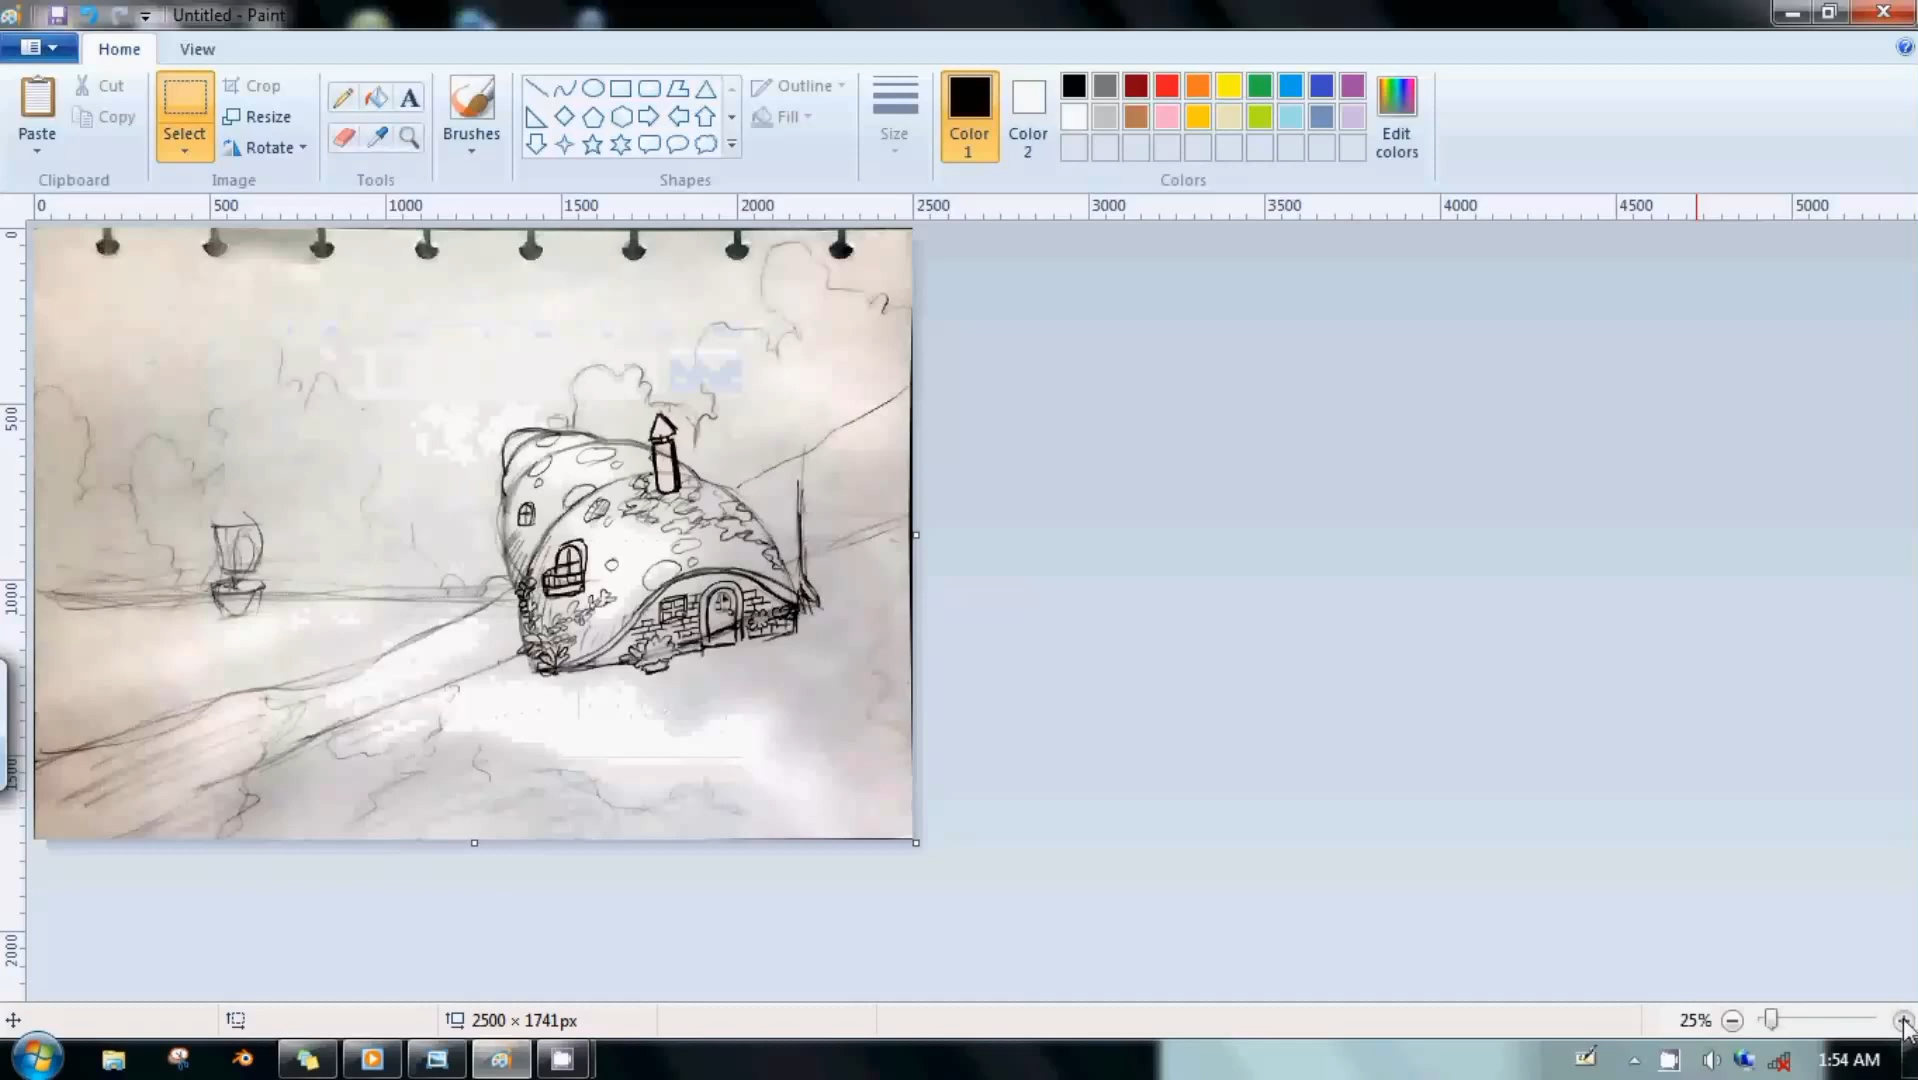 Untitled - Paint
Home
View
Paste
Cut
Copy
Clipboard
Select
Crop
Resize
Rotate
Image
A
Tools
Brushes
Shapes
Outline
Fill
Size
Color
1
Color
2
Edit
colors
Colors
0 500 1000 1500 2000 2500 3000 3500 4000 4500 5000
0
500
1000
1500
2000
2500 × 1741px
25%
1:54 AM